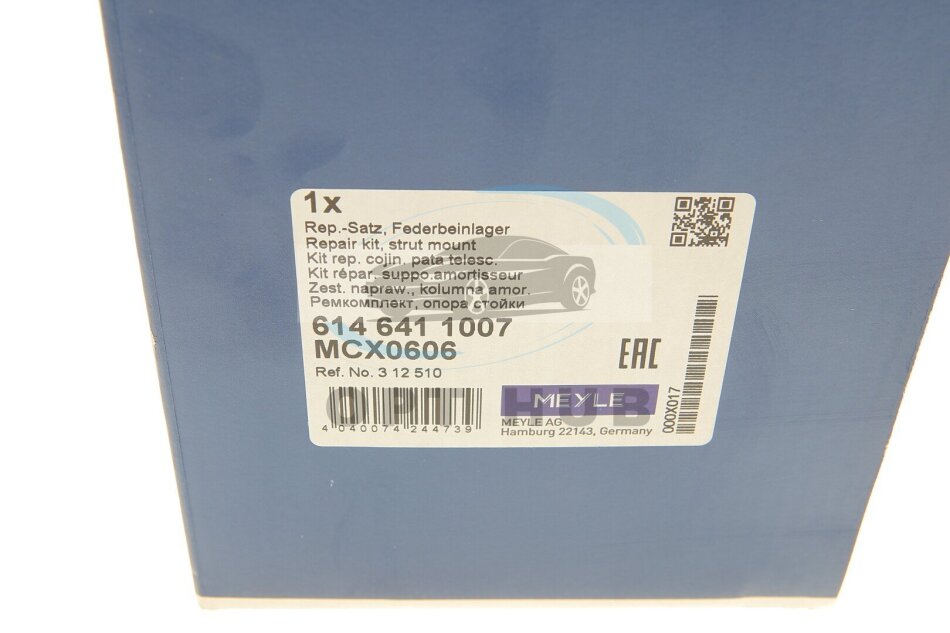 1x
Rep.-Satz, Federbeinlager
Repair kit, strut mount
Kit rep. cojin. pata telesc.
Kit répar, suppo.amortisseur
Zest. napraw., kolumna amor.
Ремкомплект, опора стойки
614 641 1007
MCX0606
Ref. No. 3 12 510
EAC
4 040074 244739
OPT HUB
MEYLE
MEYLE AG
Hamburg 22143, Germany
000X017